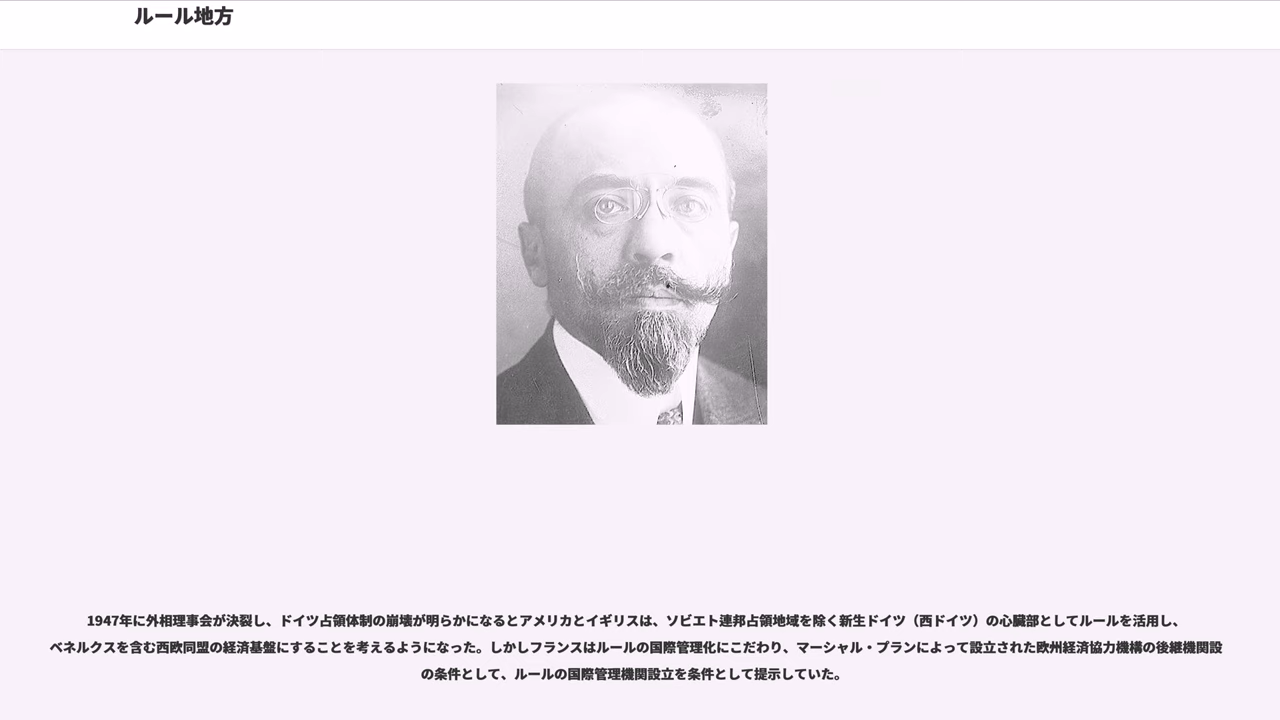 ルール地方
1947年に外相理事会が決裂し、ドイツ占領体制の崩壊が明らかになるとアメリカとイギリスは、ソビエト連邦占領地域を除く新生ドイツ（西ドイツ）の心臓部としてルールを活用し、
ベネルクスを含む西欧同盟の経済基盤にすることを考えるようになった。しかしフランスはルールの国際管理化にこだわり、マーシャル・プランによって設立された欧州経済協力機構の後継機関設
の条件として、ルールの国際管理機関設立を条件として提示していた。